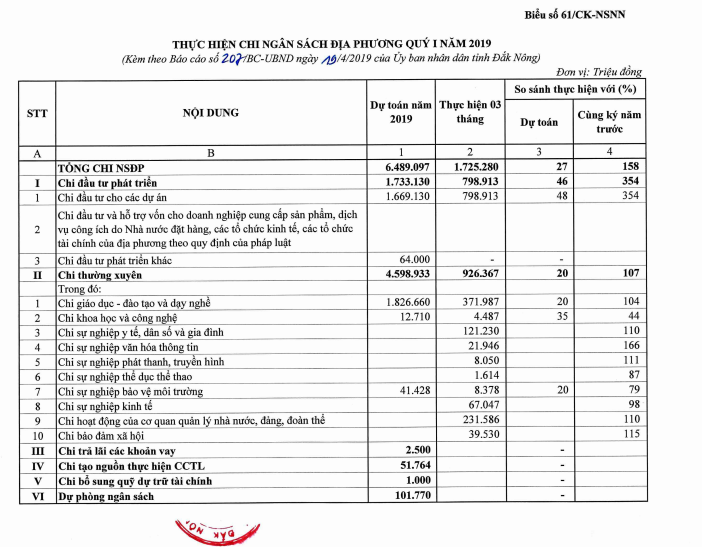 Biểu số 61/CK-NSNN
THỰC HIỆN CHI NGÂN SÁCH ĐỊA PHƯƠNG QUÝ I NĂM 2019
(Kèm theo Báo cáo số 207/BC-UBND ngày 19/4/2019 của Ủy ban nhân dân tỉnh Đắk Nông)
Đơn vị: Triệu đồng
STT NỘI DUNG Dự toán năm 2019 Thực hiện 03 tháng So sánh thực hiện với (%)
Dự toán Cùng kỳ năm trước
A B 1 2 3 4
TỔNG CHI NSĐP 6.489.097 1.725.280 27 158
I Chi đầu tư phát triển 1.733.130 798.913 46 354
1 Chi đầu tư cho các dự án 1.669.130 798.913 48 354
2 Chi đầu tư và hỗ trợ vốn cho doanh nghiệp cung cấp sản phẩm, dịch
vụ công ích do Nhà nước đặt hàng, các tổ chức kinh tế, các tổ chức
tài chính của địa phương theo quy định của pháp luật
3 Chi đầu tư phát triển khác 64.000 - -
II Chi thường xuyên 4.598.933 926.367 20 107
Trong đó:
1 Chi giáo dục - đào tạo và dạy nghề 1.826.660 371.987 20 104
2 Chi khoa học và công nghệ 12.710 4.487 35 44
3 Chi sự nghiệp y tế, dân số và gia đình 121.230 110
4 Chi sự nghiệp văn hóa thông tin 21.946 166
5 Chi sự nghiệp phát thanh, truyền hình 8.050 111
6 Chi sự nghiệp thể dục thể thao 1.614 87
7 Chi sự nghiệp bảo vệ môi trường 41.428 8.378 20 79
8 Chi sự nghiệp kinh tế 67.047 98
9 Chi hoạt động của cơ quan quản lý nhà nước, đảng, đoàn thể 231.586 110
10 Chi bảo đảm xã hội 39.530 115
III Chi trả lãi các khoản vay 2.500 -
IV Chi tạo nguồn thực hiện CCTL 51.764 -
V Chi bổ sung quỹ dự trữ tài chính 1.000 -
VI Dự phòng ngân sách 101.770 -